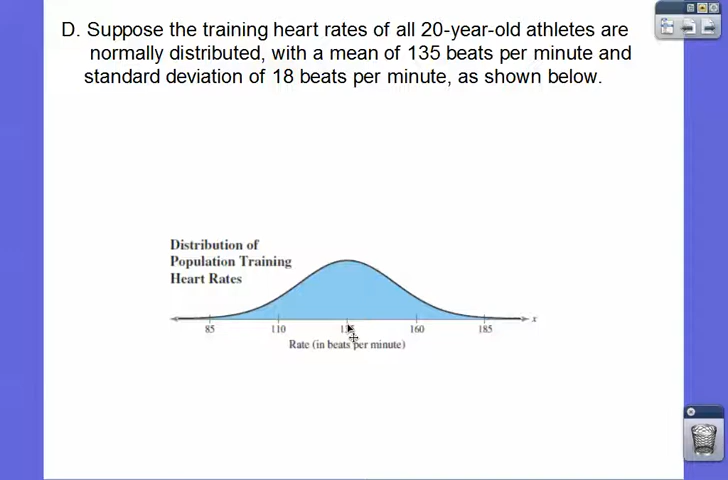 D. Suppose the training heart rates of all 20-year-old athletes are
normally distributed, with a mean of 135 beats per minute and
standard deviation of 18 beats per minute, as shown below.
Distribution of
Population Training
Heart Rates
x
85 110 160 185
Rate (in beats per minute)